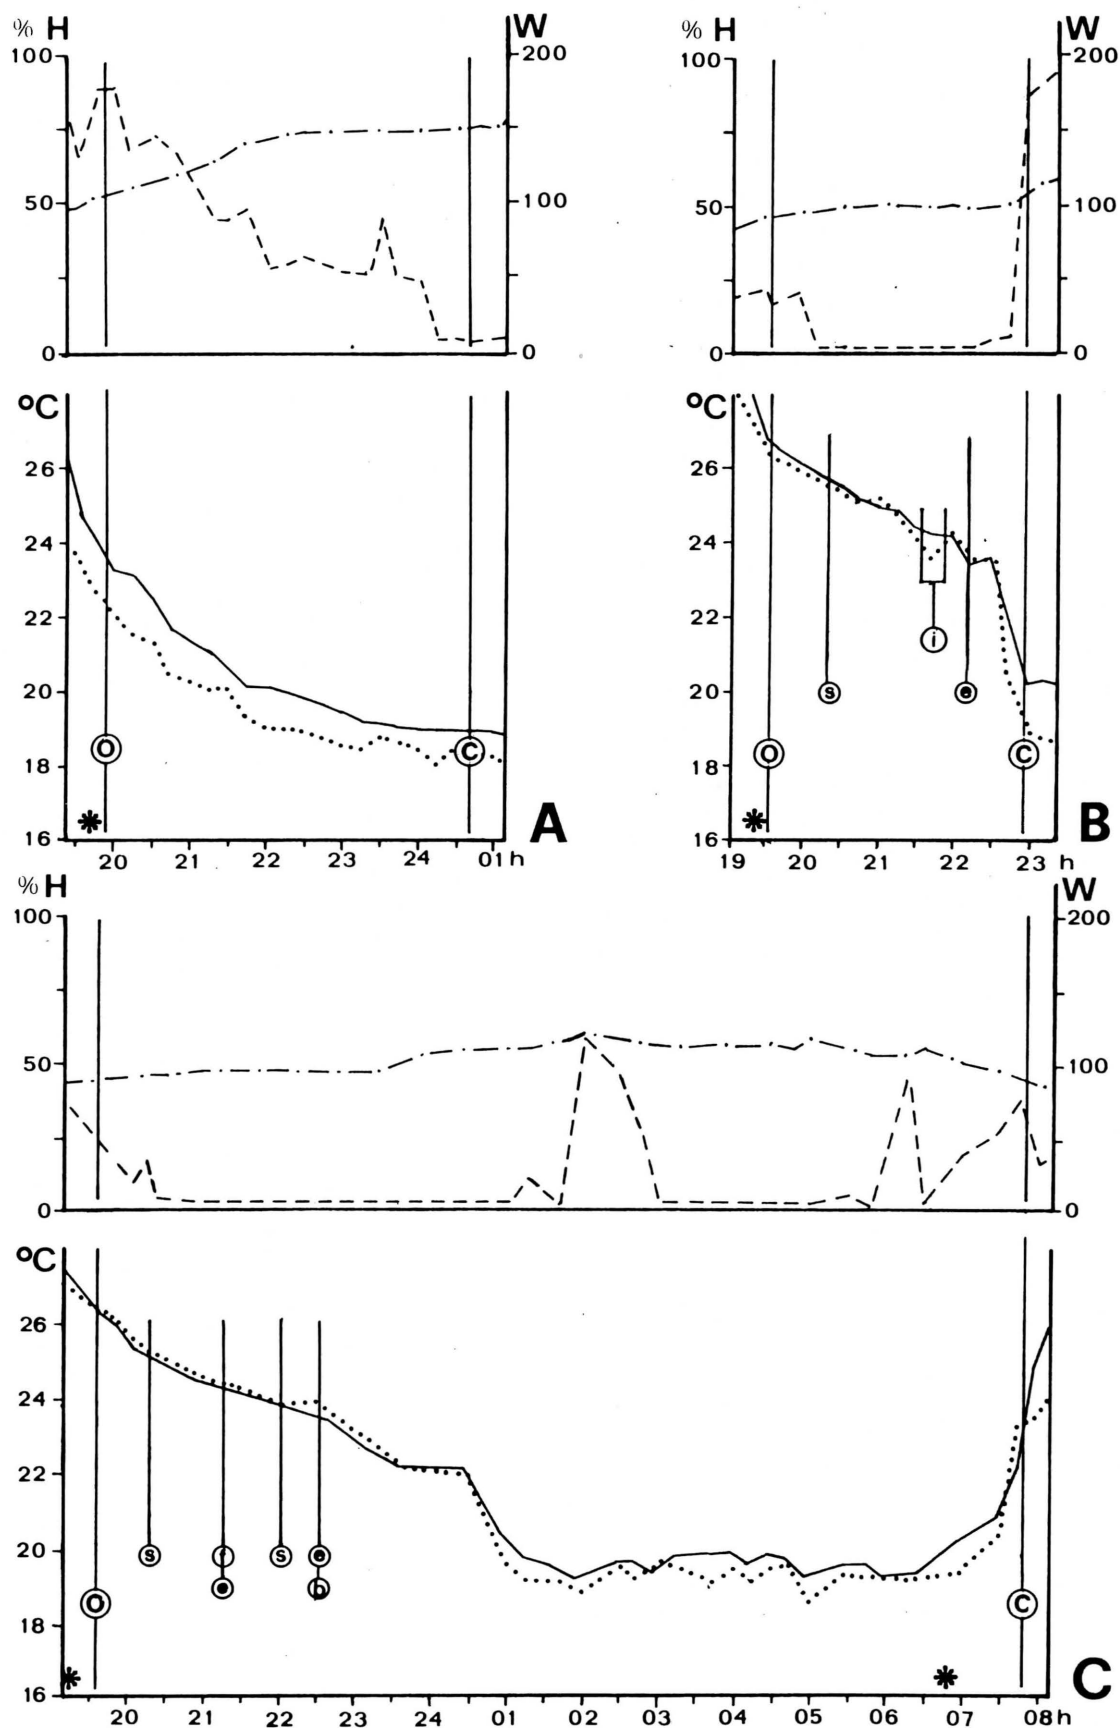 % H W % H W
100 200 100 200
50 100 50 100
0 0 0 0
°C °C
26 26
24 24
22 22
i
20 s e 20
O C O C
18 18
A B
16 16
20 21 22 23 24 01 h 19 20 21 22 23 h
% H W
100 200
50 100
0 0
°C
26
24
22
20 s i s e
e
O C
18
C
16
20 21 22 23 24 01 02 03 04 05 06 07 08 h